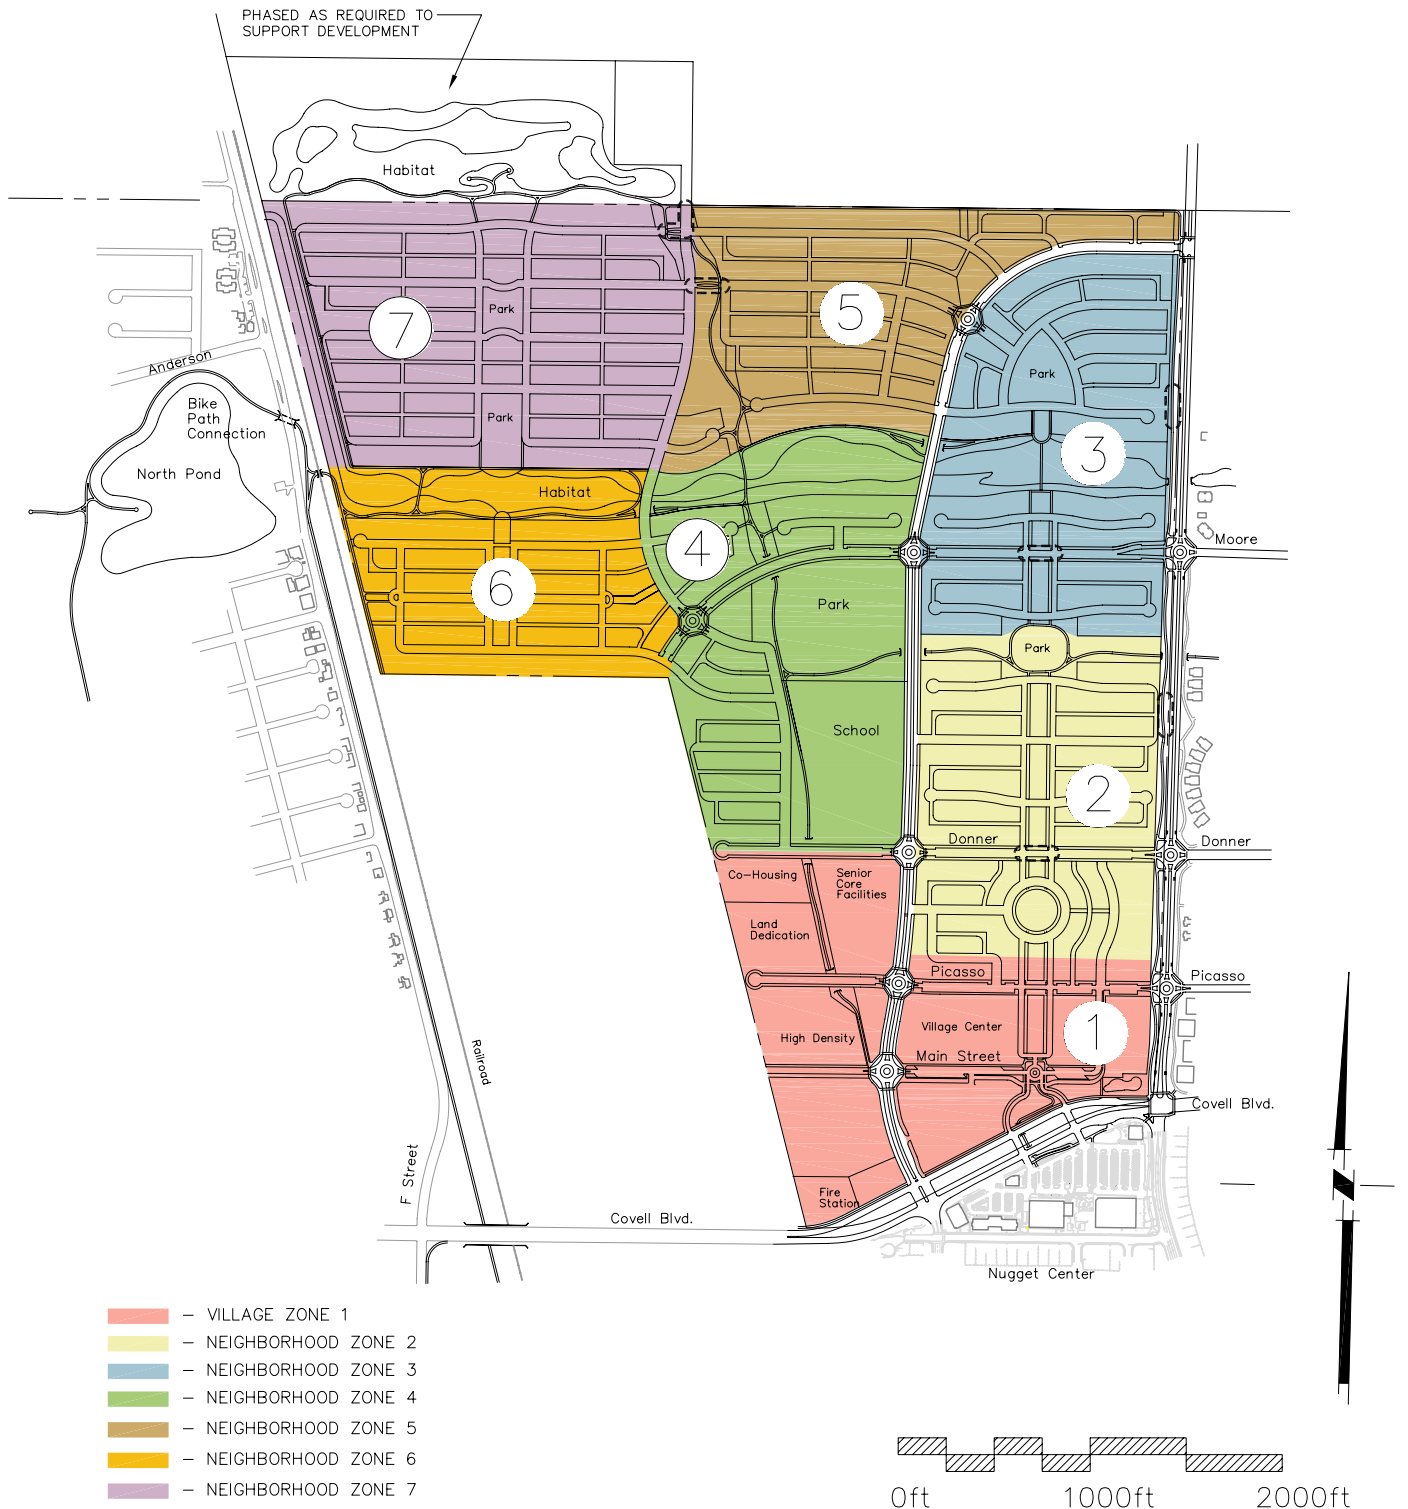 PHASED AS REQUIRED TO
SUPPORT DEVELOPMENT
Habitat
7
Park
Park
5
3
Park
Anderson
Bike
Path
Connection
North Pond
Habitat
6
4
Park
Moore
Park
School
2
Donner
Donner
Co-Housing
Senior
Core
Facilities
Land
Dedication
Picasso
Picasso
High Density
Village Center
Main Street
1
Railroad
Covell Blvd.
F Street
Fire
Station
Covell Blvd.
Nugget Center
– VILLAGE ZONE 1
– NEIGHBORHOOD ZONE 2
– NEIGHBORHOOD ZONE 3
– NEIGHBORHOOD ZONE 4
– NEIGHBORHOOD ZONE 5
– NEIGHBORHOOD ZONE 6
– NEIGHBORHOOD ZONE 7
0ft 1000ft 2000ft